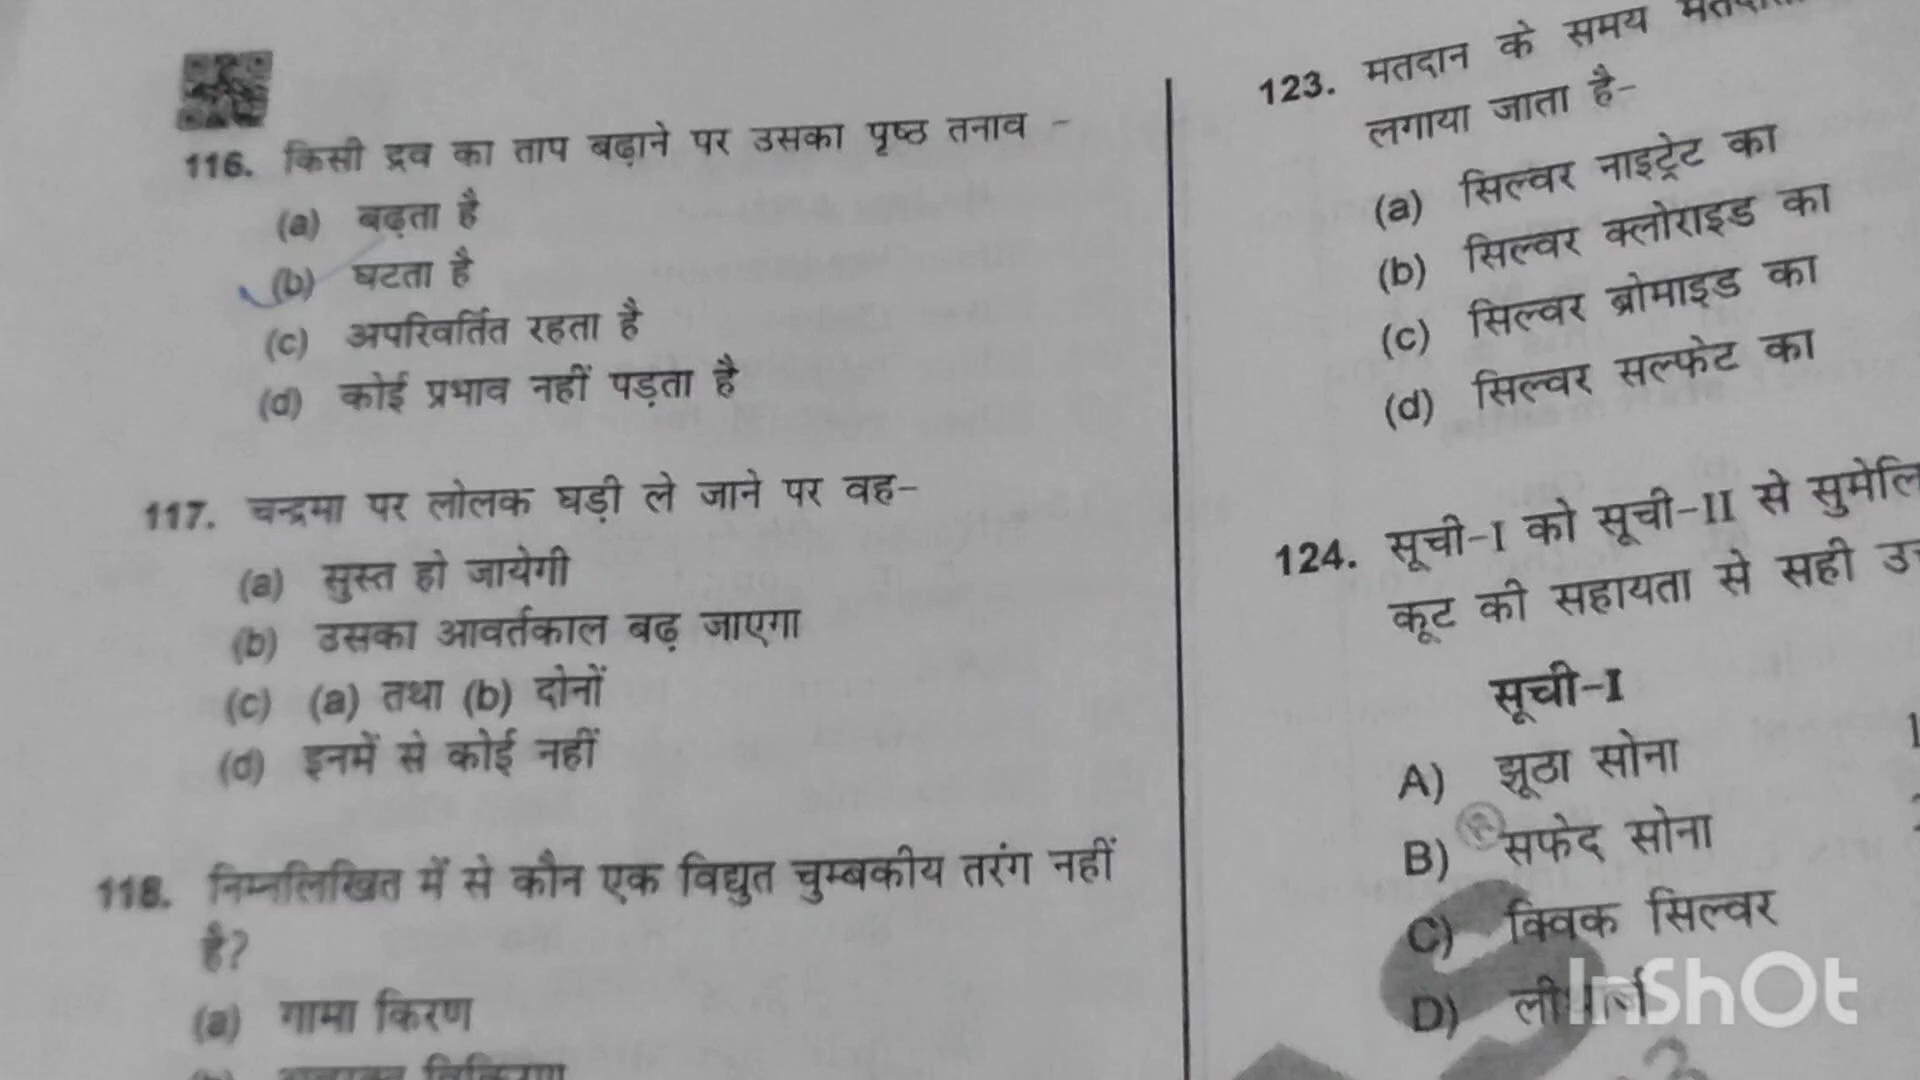 116. किसी द्रव का ताप बढ़ाने पर उसका पृष्ठ तनाव -
(a) बढ़ता है
(b) घटता है
(c) अपरिवर्तित रहता है
(d) कोई प्रभाव नहीं पड़ता है
117. चन्द्रमा पर लोलक घड़ी ले जाने पर वह-
(a) सुस्त हो जायेगी
(b) उसका आवर्तकाल बढ़ जाएगा
(c) (a) तथा (b) दोनों
(d) इनमें से कोई नहीं
118. निम्नलिखित में से कौन एक विद्युत चुम्बकीय तरंग नहीं
है?
(a) गामा किरण
123. मतदान के समय
लगाया जाता है-
(a) सिल्वर नाइट्रेट का
(b) सिल्वर क्लोराइड का
(c) सिल्वर ब्रोमाइड का
(d) सिल्वर सल्फेट का
124. सूची-I को सूची-II से
कूट की सहायता से सही
सूची-I
A) झूठा सोना
B) सफेद सोना
C) क्विक सिल्वर
D)
InShOt